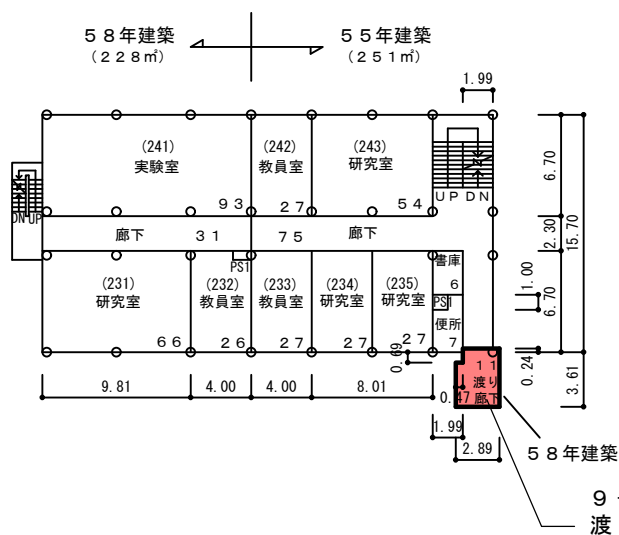 ５８年建築
５５年建築
（２２８㎡）
（２５１㎡）
1.99
(241)
実験室
(242)
教員室
(243)
研究室
６.７０
２.３０
１５.７０
UP DN
DN UP
９３
２７
５４
廊下
３１
７５
廊下
PS1
書庫
６
1.00
6.70
(231)
研究室
(232)
教員室
(233)
教員室
(234)
研究室
(235)
研究室
PS1
便所
７
６６
２６
２７
２７
２７
0.69
0.24
１１
渡り
廊下
3.61
9.81
4.00
4.00
8.01
0.47
1.99
2.89
５８年建築
９
渡